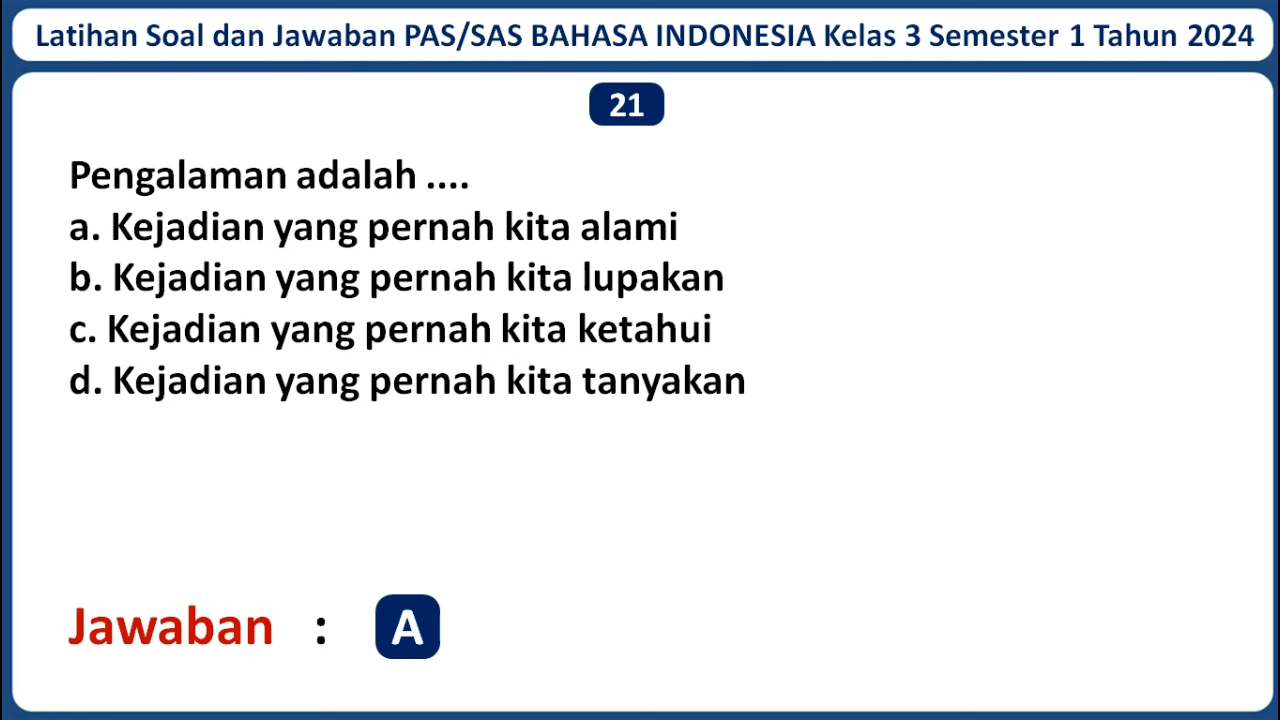 Latihan Soal dan Jawaban PAS/SAS BAHASA INDONESIA Kelas 3 Semester 1 Tahun 2024
21
Pengalaman adalah ....
a. Kejadian yang pernah kita alami
b. Kejadian yang pernah kita lupakan
c. Kejadian yang pernah kita ketahui
d. Kejadian yang pernah kita tanyakan
Jawaban : A